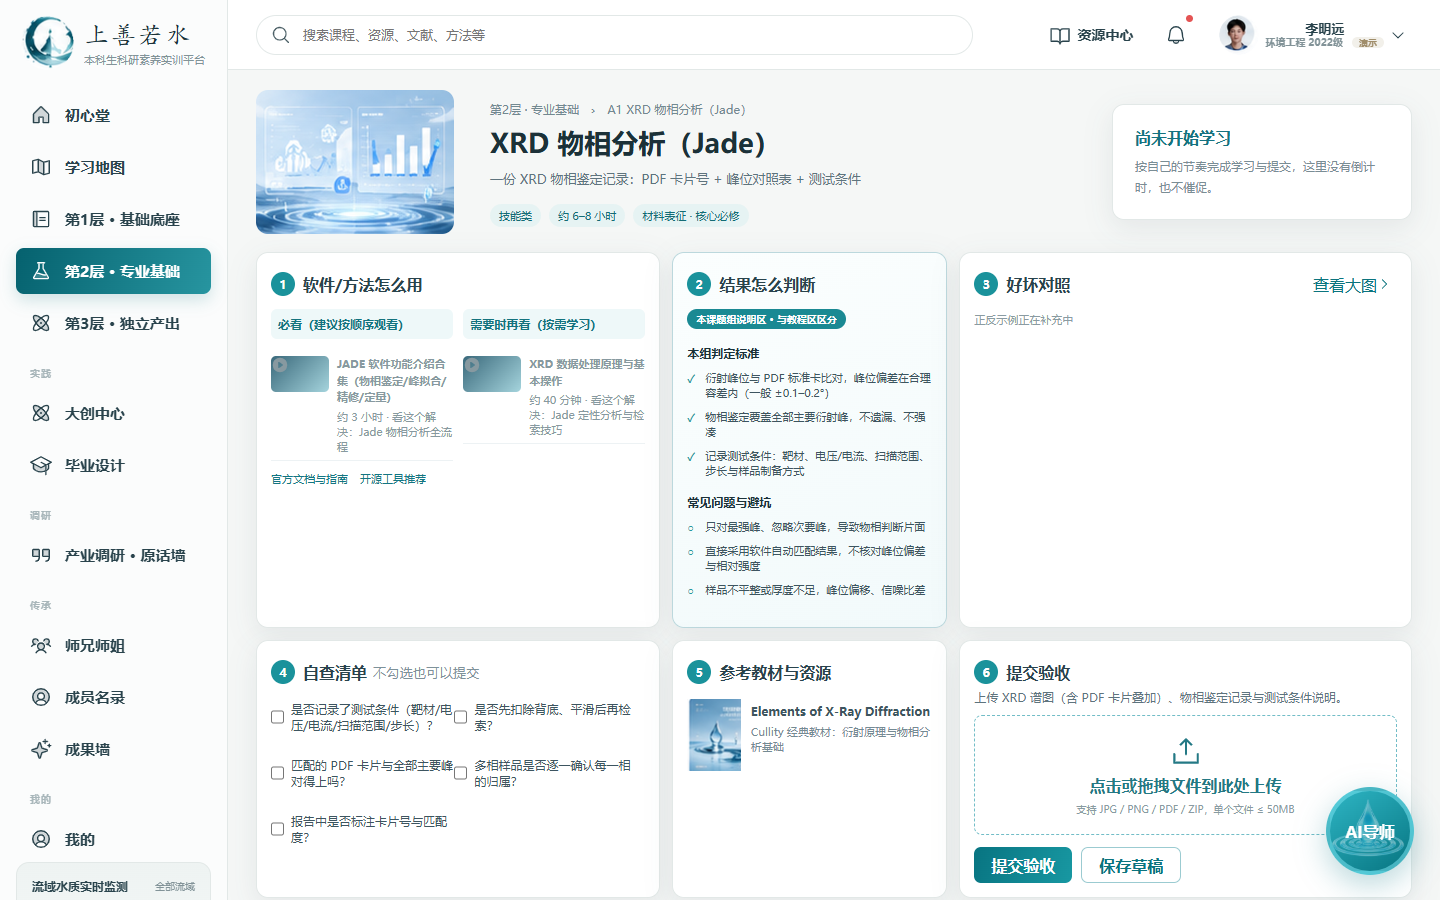 上善若水
本科生科研素养实训平台
初心堂
学习地图
第1层 • 基础底座
第2层 • 专业基础
第3层 • 独立产出
实践
大创中心
毕业设计
调研
产业调研 • 原话墙
传承
师兄师姐
成员名录
成果墙
我的
我的
流域水质实时监测 全部流域
搜索课程、资源、文献、方法等
资源中心
李明远
环境工程 2022级 演示
第2层 · 专业基础 › A1 XRD 物相分析（Jade）
XRD 物相分析（Jade）
一份 XRD 物相鉴定记录：PDF 卡片号 + 峰位对照表 + 测试条件
技能类 约 6–8 小时 材料表征 · 核心必修
尚未开始学习
按自己的节奏完成学习与提交，这里没有倒计
时，也不催促。
1 软件/方法怎么用
必看（建议按顺序观看）
JADE 软件功能介绍合
集（物相鉴定/峰拟合/
精修/定量）
约 3 小时 · 看这个解
决：Jade 物相分析全流
程
需要时再看（按需学习）
XRD 数据处理原理与基
本操作
约 40 分钟 · 看这个解
决：Jade 定性分析与检
索技巧
官方文档与指南 开源工具推荐
2 结果怎么判断
本课题组说明区 • 与教程区区分
本组判定标准
✓ 衍射峰位与 PDF 标准卡比对，峰位偏差在合理
容差内（一般 ±0.1–0.2°）
✓ 物相鉴定覆盖全部主要衍射峰，不遗漏、不强
凑
✓ 记录测试条件：靶材、电压/电流、扫描范围、
步长与样品制备方式
常见问题与避坑
○ 只对最强峰、忽略次要峰，导致物相判断片面
○ 直接采用软件自动匹配结果，不核对峰位偏差
与相对强度
○ 样品不平整或厚度不足，峰位偏移、信噪比差
3 好坏对照 查看大图
正反示例正在补充中
4 自查清单 不勾选也可以提交
是否记录了测试条件（靶材/电
压/电流/扫描范围/步长）?
是否先扣除背底、平滑后再检
索?
匹配的 PDF 卡片与全部主要峰
对得上吗?
多相样品是否逐一确认每一相
的归属?
报告中是否标注卡片号与匹配
度?
5 参考教材与资源
Elements of X-Ray Diffraction
Cullity 经典教材：衍射原理与物相分
析基础
6 提交验收
上传 XRD 谱图（含 PDF 卡片叠加）、物相鉴定记录与测试条件说明。
点击或拖拽文件到此处上传
支持 JPG / PNG / PDF / ZIP，单个文件 ≤ 50MB
提交验收 保存草稿
AI导师